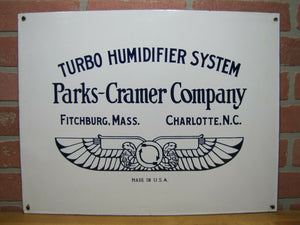 TURBO HUMIDIFIER SYSTEM
Parks-Cramer Company
FITCHBURG, MASS. CHARLOTTE, N.C.
MADE IN U.S.A.